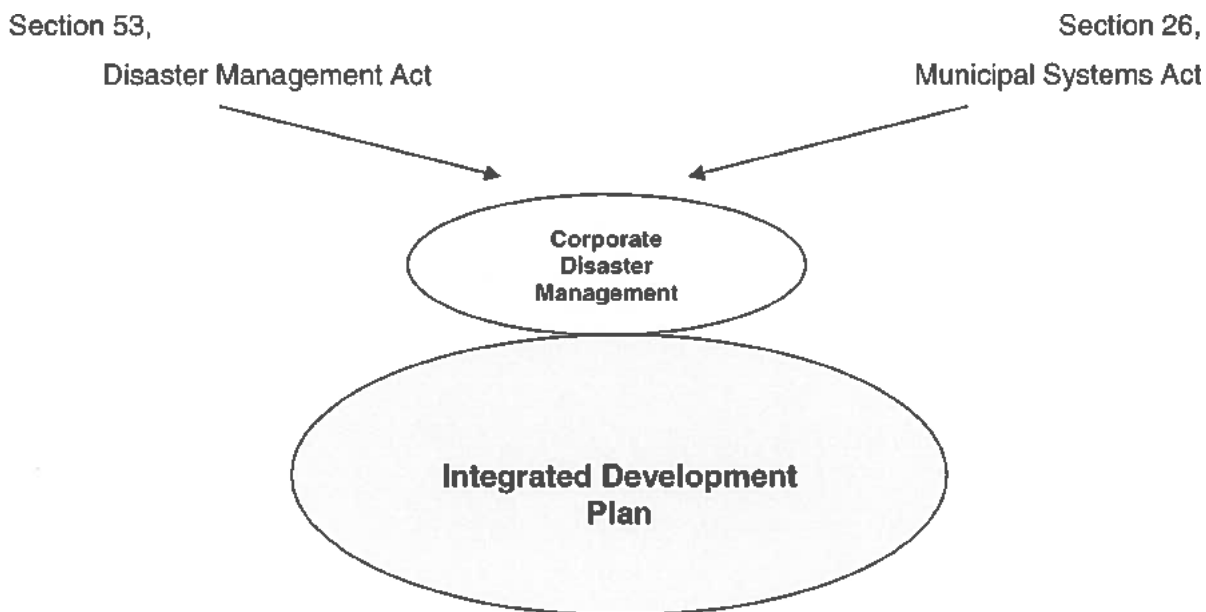 Section 53,
Disaster Management Act
Section 26,
Municipal Systems Act
Corporate
Disaster
Management
Integrated Development
Plan